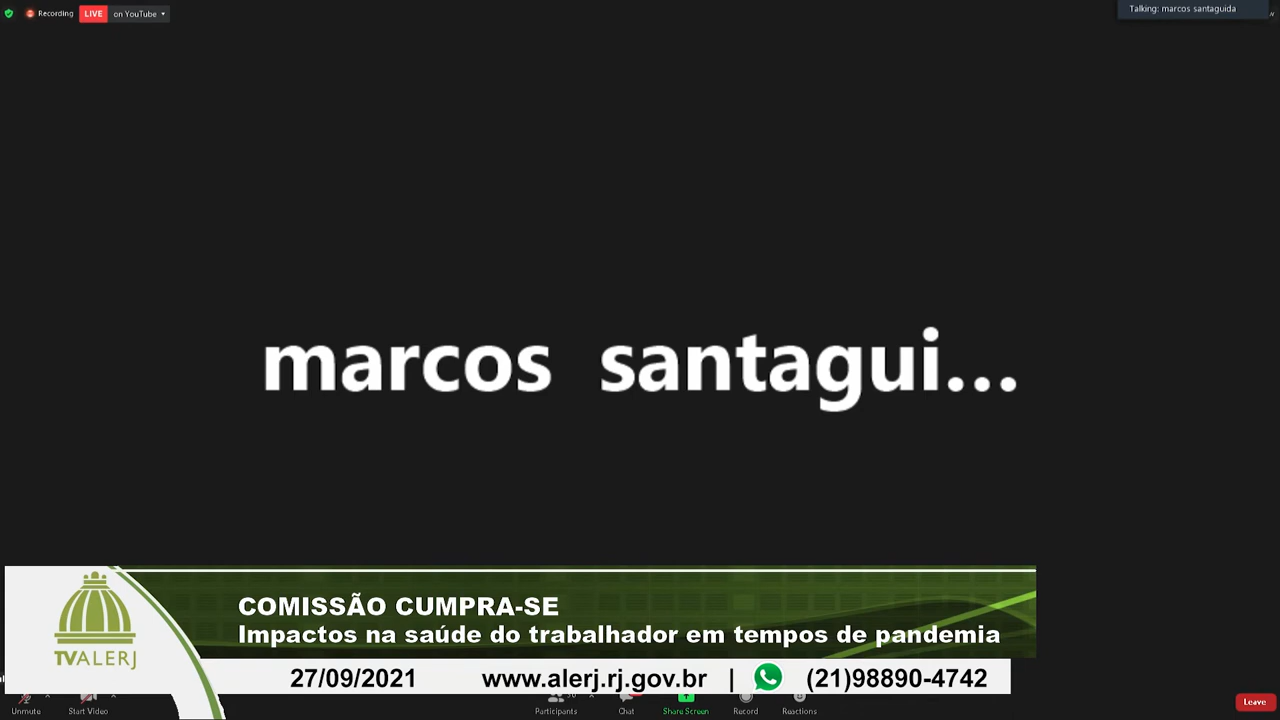 Recording
LIVE on YouTube
Talking: marcos santaguida
marcos santagui...
COMISSÃO CUMPRA-SE
Impactos na saúde do trabalhador em tempos de pandemia
TVALERJ
27/09/2021 www.alerj.rj.gov.br | (21)98890-4742
Unmute Start Video Participants Chat Share Screen Record Reactions Leave